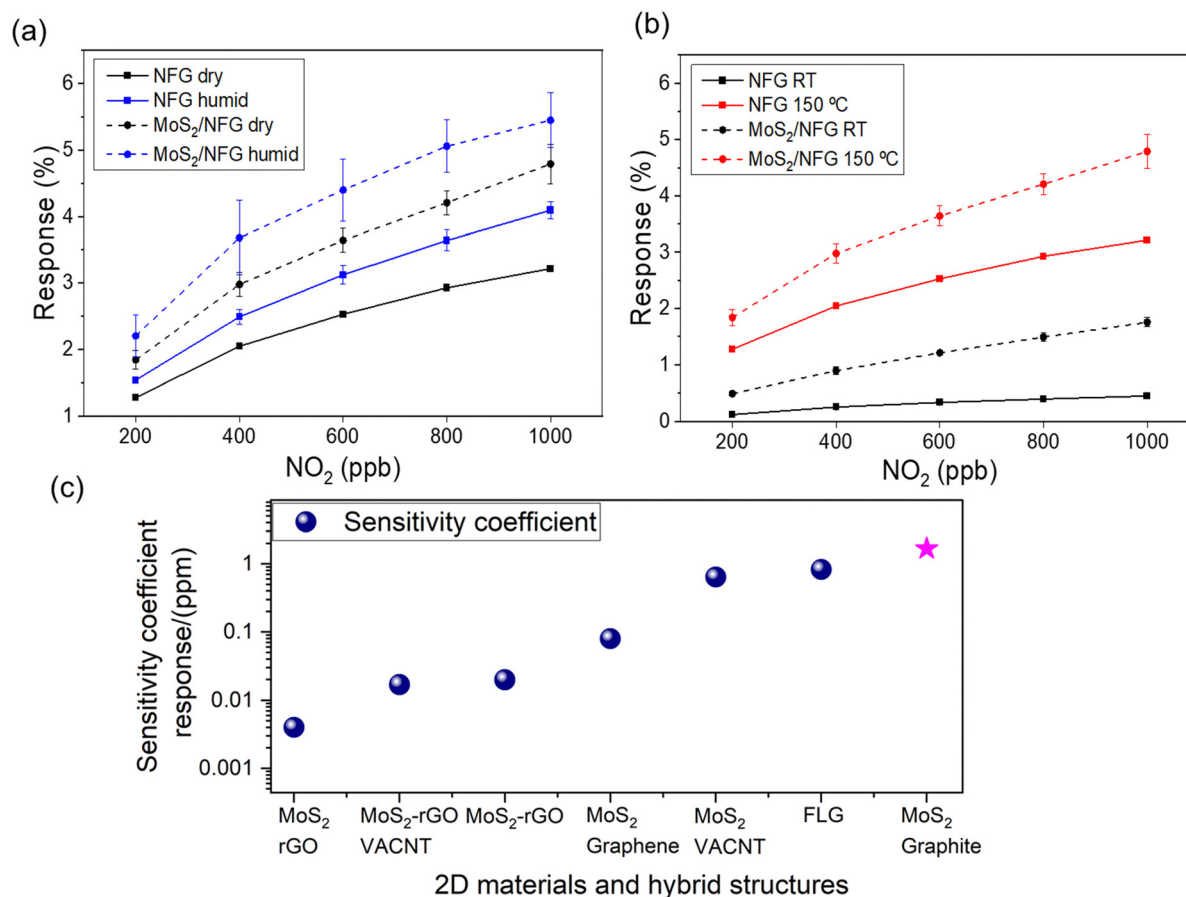 (a)
Response (%)
6
5
4
3
2
1
NFG dry
NFG humid
MoS₂/NFG dry
MoS₂/NFG humid
200 400 600 800 1000
NO₂ (ppb)
(b)
Response (%)
6
5
4
3
2
1
0
NFG RT
NFG 150 ºC
MoS₂/NFG RT
MoS₂/NFG 150 ºC
200 400 600 800 1000
NO₂ (ppb)
(c)
Sensitivity coefficient
response/(ppm)
Sensitivity coefficient
1
0.1
0.01
0.001
MoS₂
rGO
MoS₂-rGO
VACNT
MoS₂-rGO
MoS₂
Graphene
MoS₂
VACNT
FLG
MoS₂
Graphite
2D materials and hybrid structures